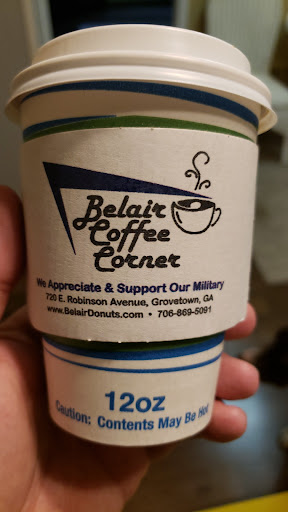 Belair
Coffee
Corner
We Appreciate & Support Our Military
720 E. Robinson Avenue, Grovetown, GA
www.BelairDonuts.com • 706-869-5091
12oz
Caution: Contents May Be Hot